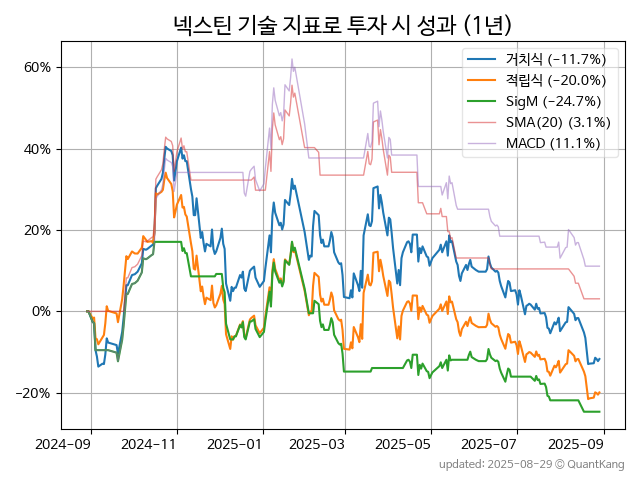 넥스틴 기술 지표로 투자 시 성과 (1년)
거치식 (−11.7%)
적립식 (−20.0%)
SigM (−24.7%)
SMA(20) (3.1%)
MACD (11.1%)
60%
40%
20%
0%
−20%
2024-09 2024-11 2025-01 2025-03 2025-05 2025-07 2025-09
updated: 2025-08-29 © QuantKang